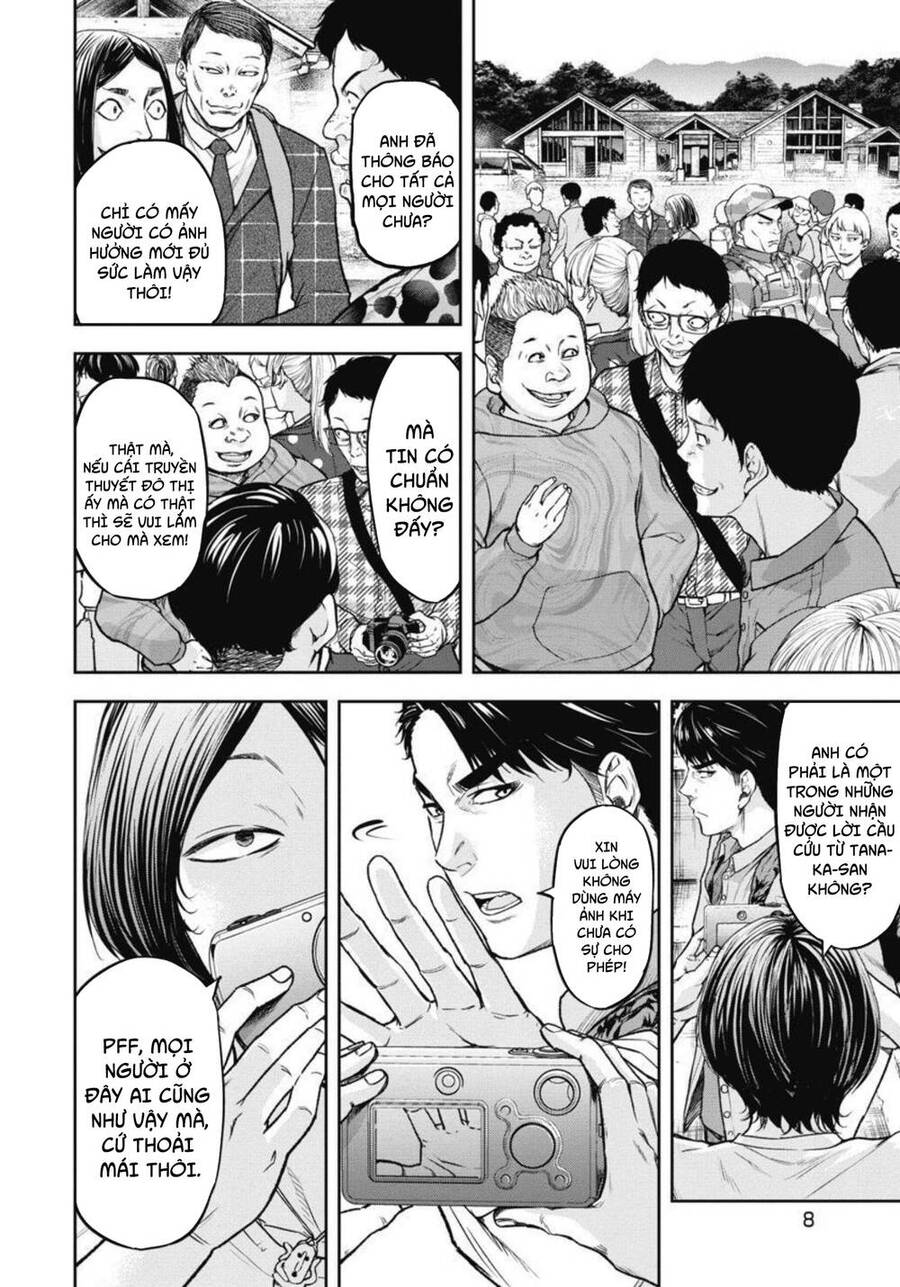 ANH ĐÃ
THÔNG BÁO
CHO TẤT CẢ
MỌI NGƯỜI
CHƯA?
CHỈ CÓ MẤY
NGƯỜI CÓ ẢNH
HƯỞNG MỚI ĐỦ
SỨC LÀM VẬY
THÔI!
MÀ
TIN CÓ
CHUẨN
KHÔNG
ĐẤY?
THẬT MÀ,
NẾU CÁI TRUYỀN
THUYẾT ĐÔ THỊ
ẤY MÀ CÓ THẬT
THÌ SẼ VUI LẮM
CHO MÀ XEM!
ANH CÓ
PHẢI LÀ MỘT
TRONG NHỮNG
NGƯỜI NHẬN
ĐƯỢC LỜI CẦU
CỨU TỪ TANA-
KA-SAN
KHÔNG?
XIN
VUI LÒNG
KHÔNG
DÙNG MÁY
ẢNH KHI
CHƯA CÓ
SỰ CHO
PHÉP!
PFF, MỌI
NGƯỜI Ở
ĐÂY AI CŨNG
NHƯ VẬY MÀ,
CỨ THOẢI
MÁI THÔI.
8